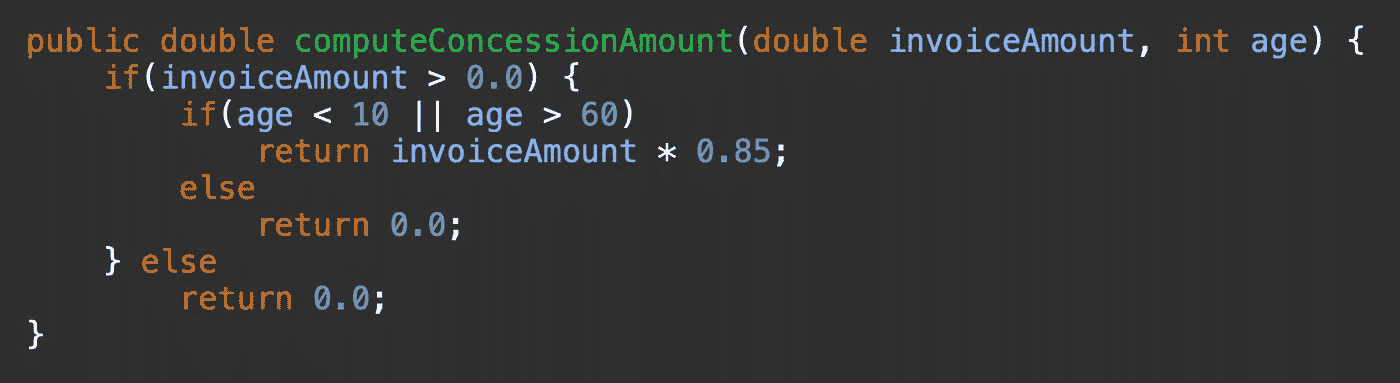 public double computeConcessionAmount(double invoiceAmount, int age) {
    if(invoiceAmount > 0.0) {
        if(age < 10 || age > 60)
            return invoiceAmount * 0.85;
        else
            return 0.0;
    } else
        return 0.0;
}